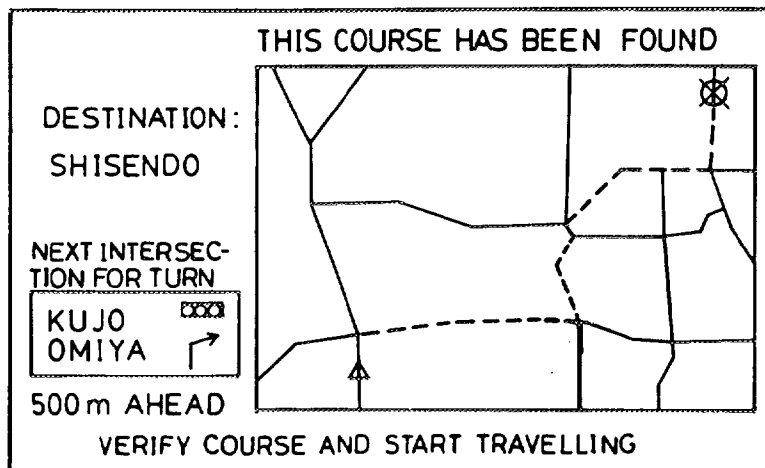 THIS COURSE HAS BEEN FOUND
DESTINATION:
SHISENDO
NEXT INTERSEC-
TION FOR TURN
KUJO
OMIYA
500m AHEAD
VERIFY COURSE AND START TRAVELLING